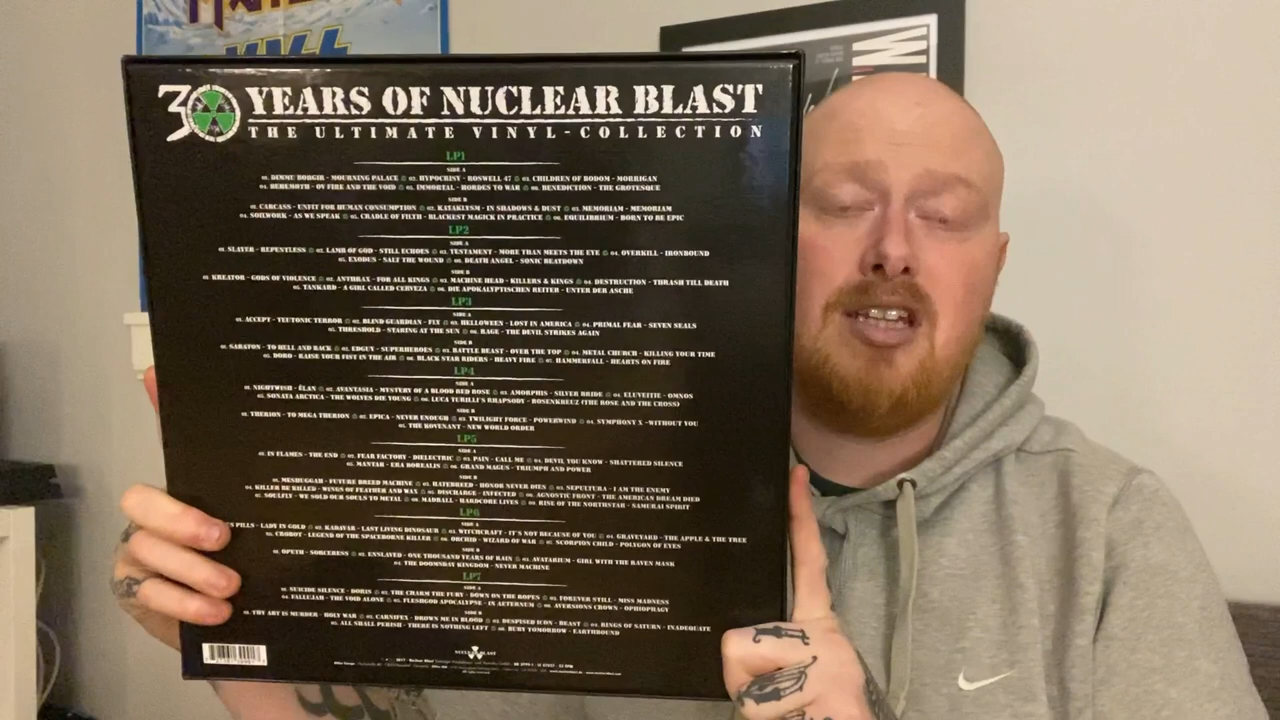 KISS
30 YEARS OF NUCLEAR BLAST
THE ULTIMATE VINYL-COLLECTION
LP1
SIDE A
01. DIMMU BORGIR - MOURNING PALACE 02. HYPOCRISY - ROSWELL 47 03. CHILDREN OF BODOM - MORRIGAN
04. BEHEMOTH - OV FIRE AND THE VOID 05. IMMORTAL - HORDES TO WAR 06. BENEDICTION - THE GROTESQUE
SIDE B
01. CARCASS - UNFIT FOR HUMAN CONSUMPTION 02. KATAKLYSM - IN SHADOWS & DUST 03. MEMORIAM - MEMORIAM
04. SOILWORK - AS WE SPEAK 05. CRADLE OF FILTH - BLACKEST MAGICK IN PRACTICE 06. EQUILIBRIUM - BORN TO BE EPIC
LP2
SIDE A
01. SLAYER - REPENTLESS 02. LAMB OF GOD - STILL ECHOES 03. TESTAMENT - MORE THAN MEETS THE EYE 04. OVERKILL - IRONBOUND
05. EXODUS - SALT THE WOUND 06. DEATH ANGEL - SONIC BEATDOWN
SIDE B
01. KREATOR - GODS OF VIOLENCE 02. ANTHRAX - FOR ALL KINGS 03. MACHINE HEAD - KILLERS & KINGS 04. DESTRUCTION - THRASH TILL DEATH
05. TANKARD - A GIRL CALLED CERVEZA 06. DIE APOKALYPTISCHEN REITER - UNTER DER ASCHE
LP3
SIDE A
01. ACCEPT - TEUTONIC TERROR 02. BLIND GUARDIAN - FLY 03. HELLOWEEN - LOST IN AMERICA 04. PRIMAL FEAR - SEVEN SEALS
05. THRESHOLD - STARING AT THE SUN 06. RAGE - THE DEVIL STRIKES AGAIN
SIDE B
01. SABATON - TO HELL AND BACK 02. EDGUY - SUPERHEROES 03. BATTLE BEAST - OVER THE TOP 04. METAL CHURCH - KILLING YOUR TIME
05. DORO - RAISE YOUR FIST IN THE AIR 06. BLACK STAR RIDERS - HEAVY FIRE 07. HAMMERFALL - HEARTS ON FIRE
LP4
SIDE A
01. NIGHTWISH - ÉLAN 02. AVANTASIA - MYSTERY OF A BLOOD RED ROSE 03. AMORPHIS - SILVER BRIDE 04. ELUVEITIE - OMNOS
05. SONATA ARCTICA - THE WOLVES DIE YOUNG 06. LUCA TURILLI'S RHAPSODY - ROSENKREUZ (THE ROSE AND THE CROSS)
SIDE B
01. THERION - TO MEGA THERION 02. EPICA - NEVER ENOUGH 03. TWILIGHT FORCE - POWERWIND 04. SYMPHONY X -WITHOUT YOU
05. THE KOVENANT - NEW WORLD ORDER
LP5
SIDE A
01. IN FLAMES - THE END 02. FEAR FACTORY - DIELECTRIC 03. PAIN - CALL ME 04. DEVIL YOU KNOW - SHATTERED SILENCE
05. MANTAR - ERA BOREALIS 06. GRAND MAGUS - TRIUMPH AND POWER
SIDE B
01. MESHUGGAH - FUTURE BREED MACHINE 02. HATEBREED - HONOR NEVER DIES 03. SEPULTURA - I AM THE ENEMY
04. KILLER BE KILLED - WINGS OF FEATHER AND WAX 05. DISCHARGE - INFECTED 06. AGNOSTIC FRONT - THE AMERICAN DREAM DIED
07. SOULFLY - WE SOLD OUR SOULS TO METAL 08. MADBALL - HARDCORE LIVES 09. RISE OF THE NORTHSTAR - SAMURAI SPIRIT
LP6
SIDE A
PILLS - LADY IN GOLD 02. KADAVAR - LAST LIVING DINOSAUR 03. WITCHCRAFT - IT'S NOT BECAUSE OF YOU 04. GRAVEYARD - THE APPLE & THE TREE
05. CROBOT - LEGEND OF THE SPACEBORNE KILLER 06. ORCHID - WIZARD OF WAR 07. SCORPION CHILD - POLYGON OF EYES
SIDE B
01. OPETH - SORCERESS 02. ENSLAVED - ONE THOUSAND YEARS OF RAIN 03. AVATARIUM - GIRL WITH THE RAVEN MASK
04. THE DOOMSDAY KINGDOM - NEVER MACHINE
LP7
SIDE A
01. SUICIDE SILENCE - DORIS 02. THE CHARM THE FURY - DOWN ON THE ROPES 03. FOREVER STILL - MISS MADNESS
04. FALLUJAH - THE VOID ALONE 05. FLESHGOD APOCALYPSE - IN AETERNUM 06. AVERSIONS CROWN - OPHIOPHAGY
SIDE B
01. THY ART IS MURDER - HOLY WAR 02. CARNIFEX - DROWN ME IN BLOOD 03. DESPISED ICON - BEAST 04. RINGS OF SATURN - INADEQUATE
05. ALL SHALL PERISH - THERE IS NOTHING LEFT 06. BURY TOMORROW - EARTHBOUND
NUCLEAR BLAST